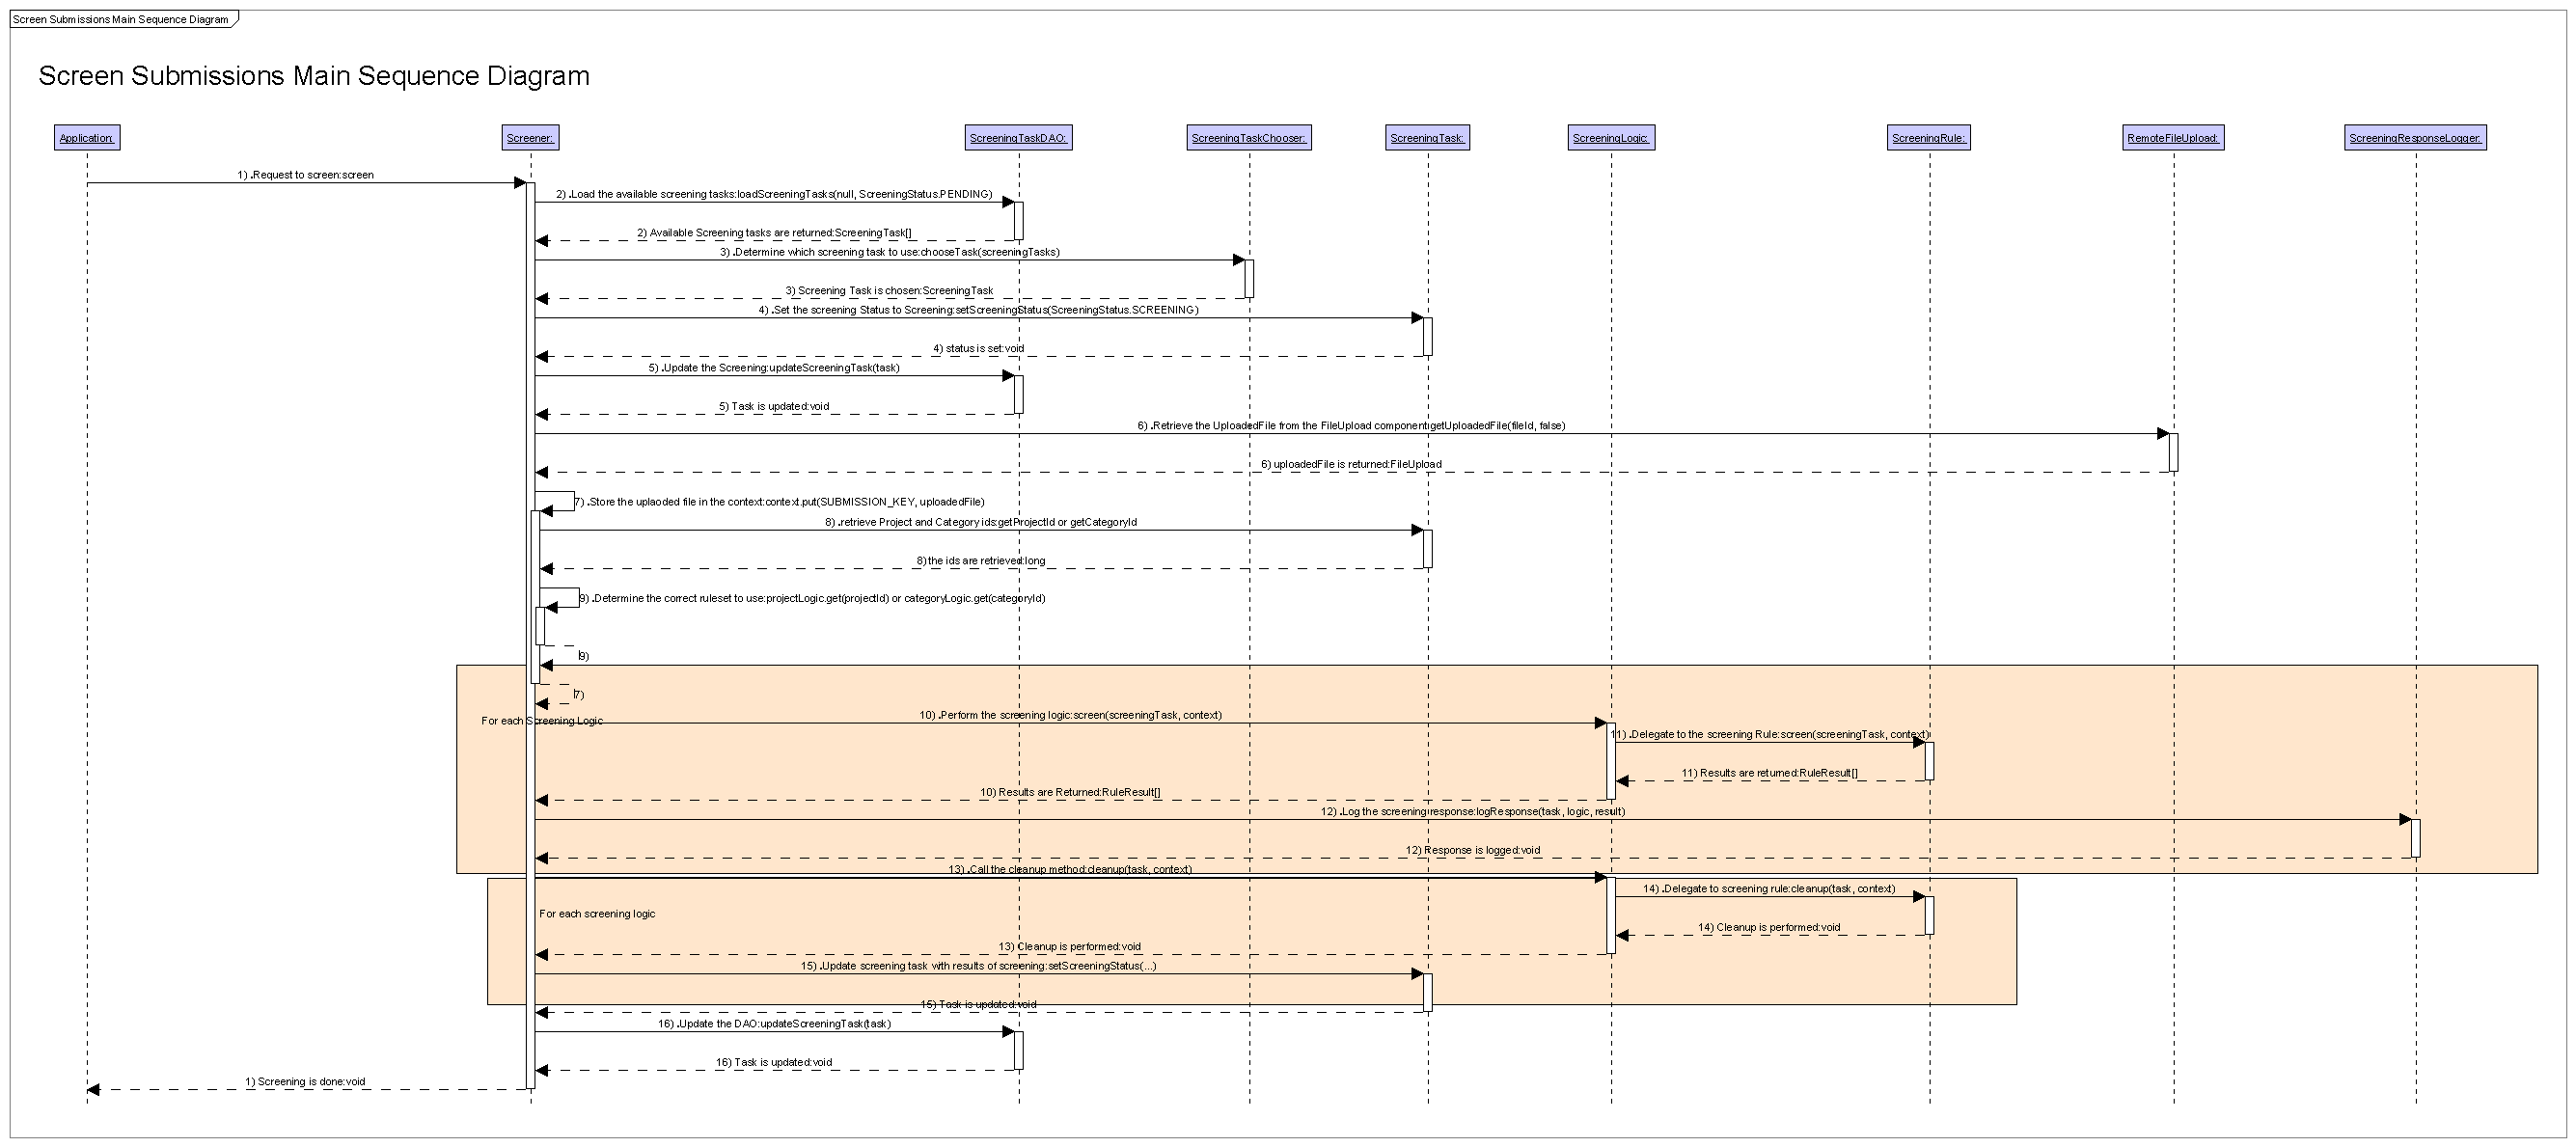 Screen Submissions Main Sequence Diagram
Screen Submissions Main Sequence Diagram
Application:
Screener:
ScreeningTaskDAO:
ScreeningTaskChooser:
ScreeningTask:
ScreeningLogic:
ScreeningRule:
RemoteFileUpload:
ScreeningResponseLogger:
1) .Request to screen:screen
2) .Load the available screening tasks:loadScreeningTasks(null, ScreeningStatus.PENDING)
2) Available Screening tasks are returned:ScreeningTask[]
3) .Determine which screening task to use:chooseTask(screeningTasks)
3) Screening Task is chosen:ScreeningTask
4) .Set the screening Status to Screening:setScreeningStatus(ScreeningStatus.SCREENING)
4) status is set:void
5) .Update the Screening:updateScreeningTask(task)
5) Task is updated:void
6) .Retrieve the UploadedFile from the FileUpload component:getUploadedFile(fileId, false)
6) uploadedFile is returned:FileUpload
7) .Store the uplaoded file in the context:context.put(SUBMISSION_KEY, uploadedFile)
8) .retrieve Project and Category ids:getProjectId or getCategoryId
8) the ids are retrieved:long
9) .Determine the correct ruleset to use:projectLogic.get(projectId) or categoryLogic.get(categoryId)
9)
7)
For each Screening Logic
10) .Perform the screening logic:screen(screeningTask, context)
11) .Delegate to the screening Rule:screen(screeningTask, context)
11) Results are returned:RuleResult[]
10) Results are Returned:RuleResult[]
12) .Log the screening response:logResponse(task, logic, result)
12) Response is logged:void
13) .Call the cleanup method:cleanup(task, context)
14) .Delegate to screening rule:cleanup(task, context)
For each screening logic
14) Cleanup is performed:void
13) Cleanup is performed:void
15) .Update screening task with results of screening:setScreeningStatus(...)
15) Task is updated:void
16) .Update the DAO:updateScreeningTask(task)
16) Task is updated:void
1) Screening is done:void